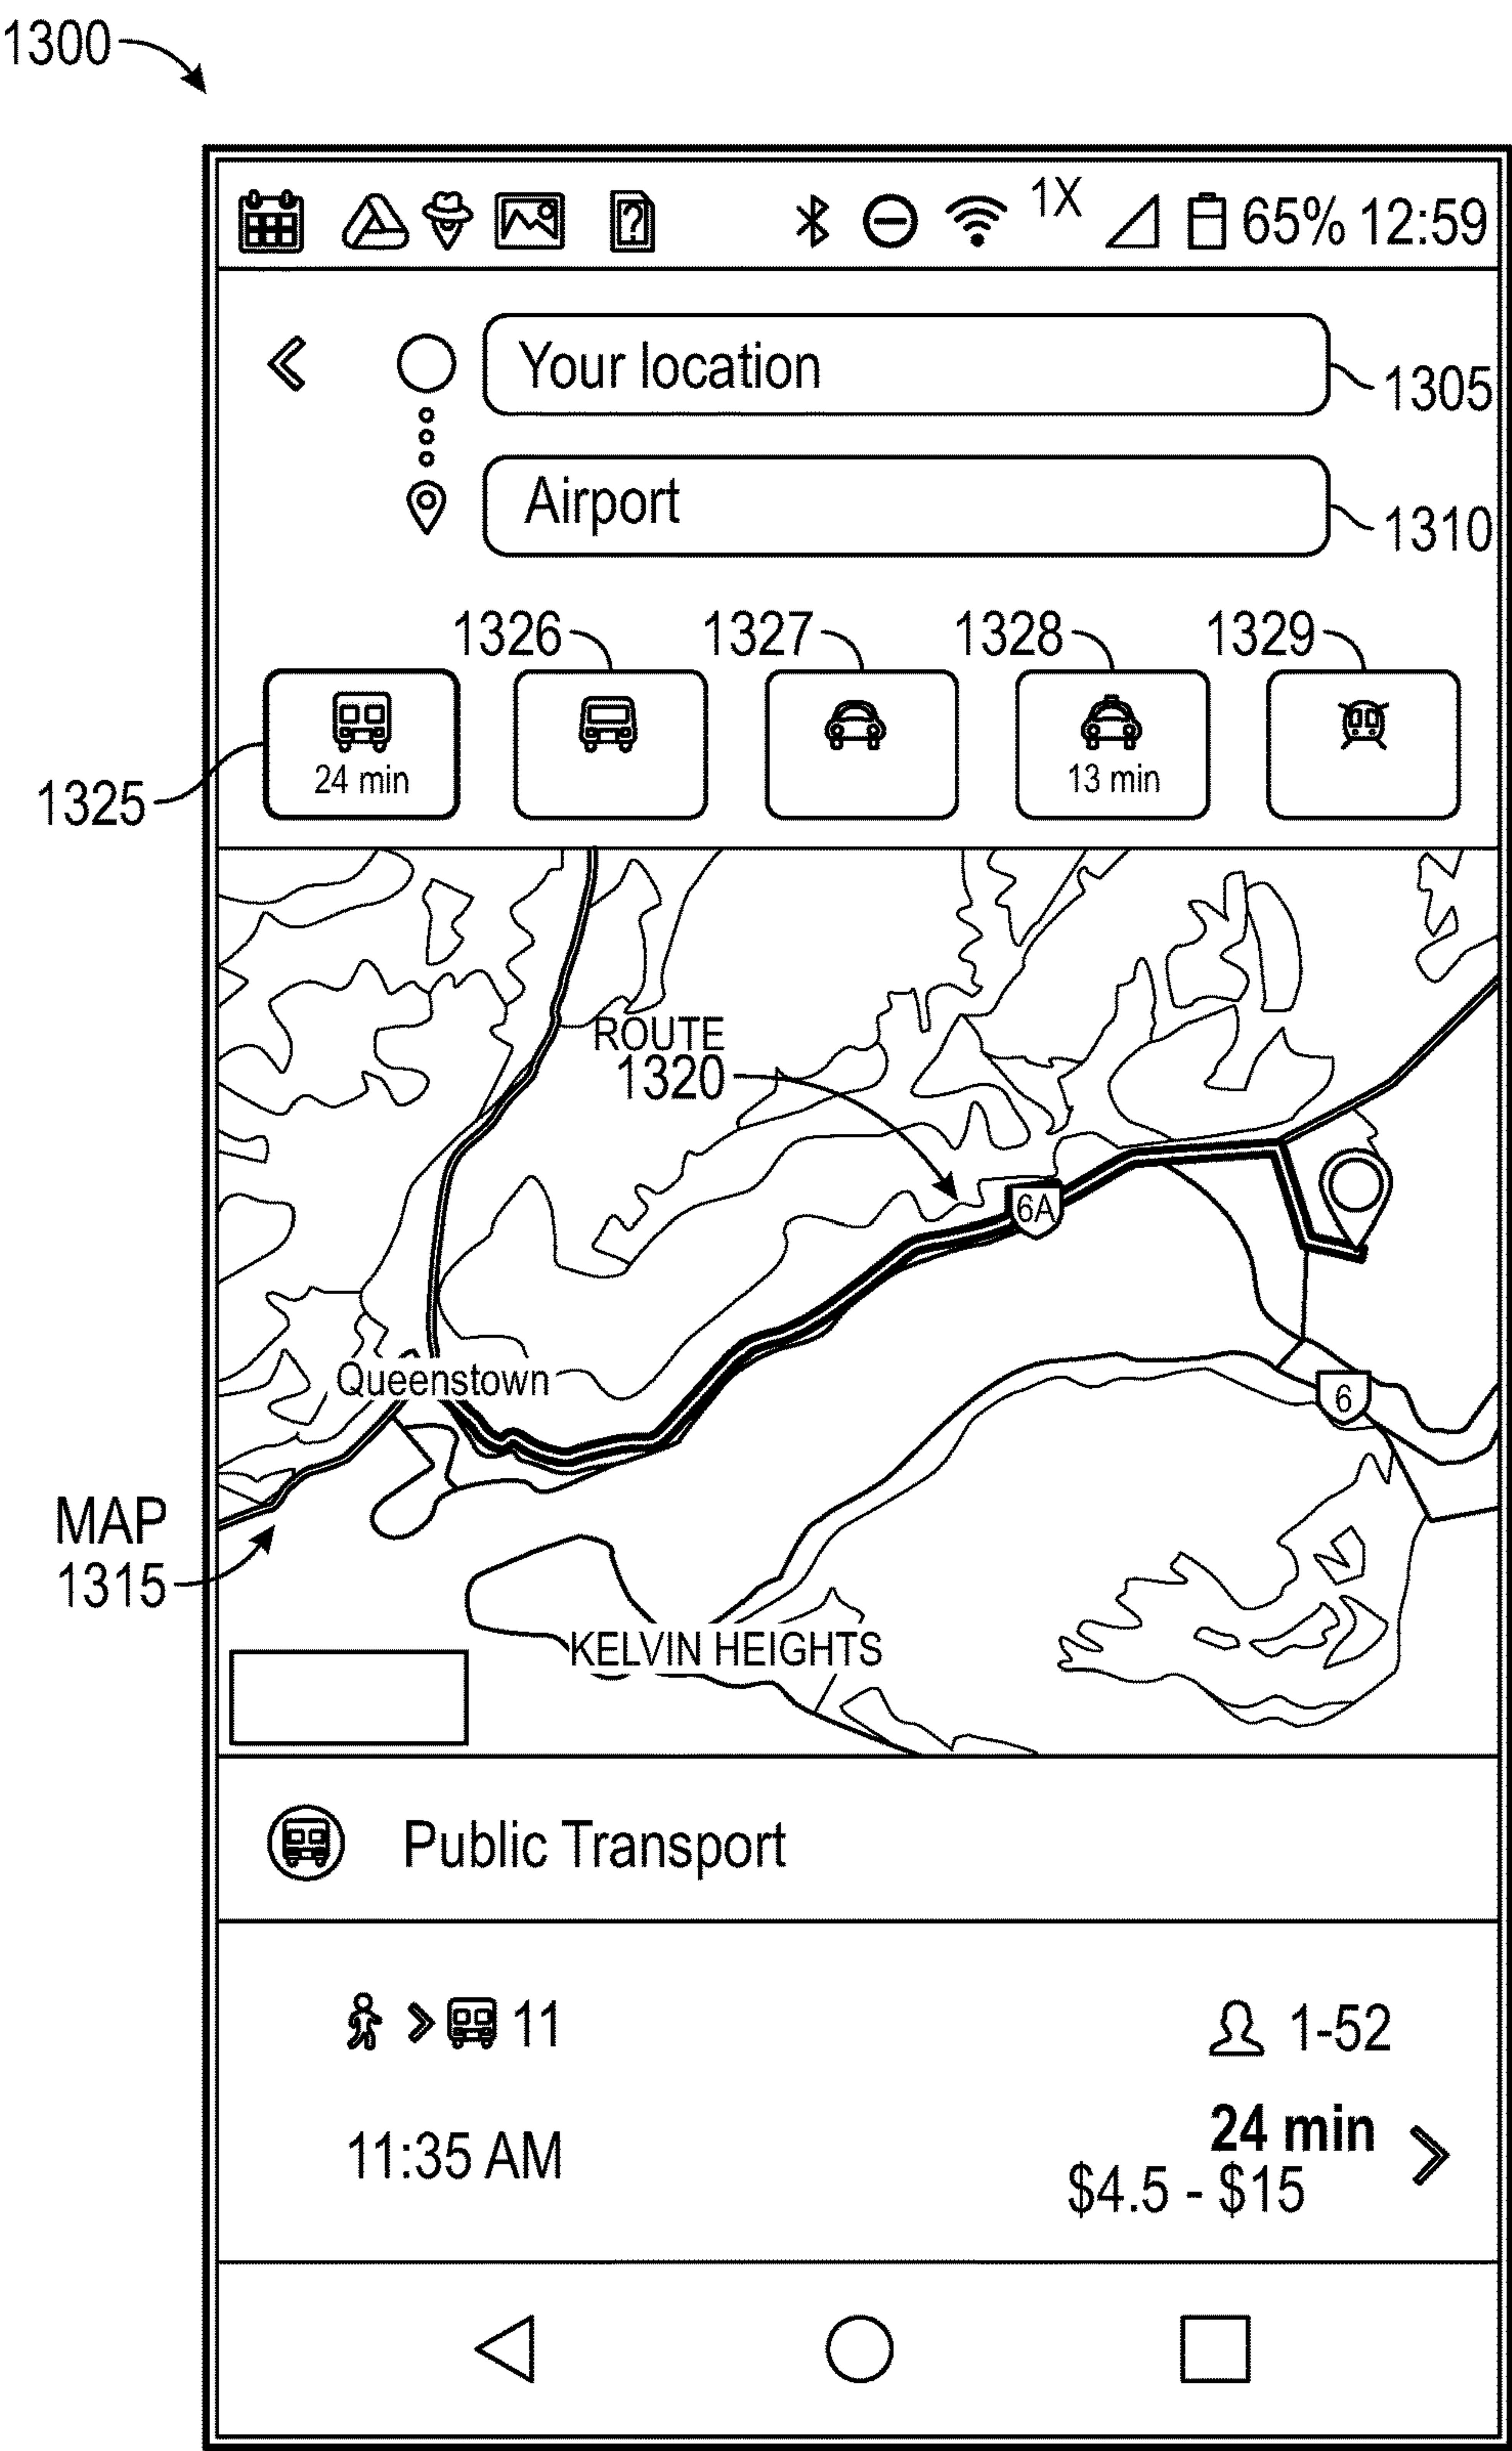 1300
1X
65% 12:59
Your location
1305
Airport
1310
1326
1327
1328
1329
24 min
13 min
1325
ROUTE
1320
6A
Queenstown
6
MAP
1315
KELVIN HEIGHTS
Public Transport
11
1-52
11:35 AM
24 min
$4.5 - $15